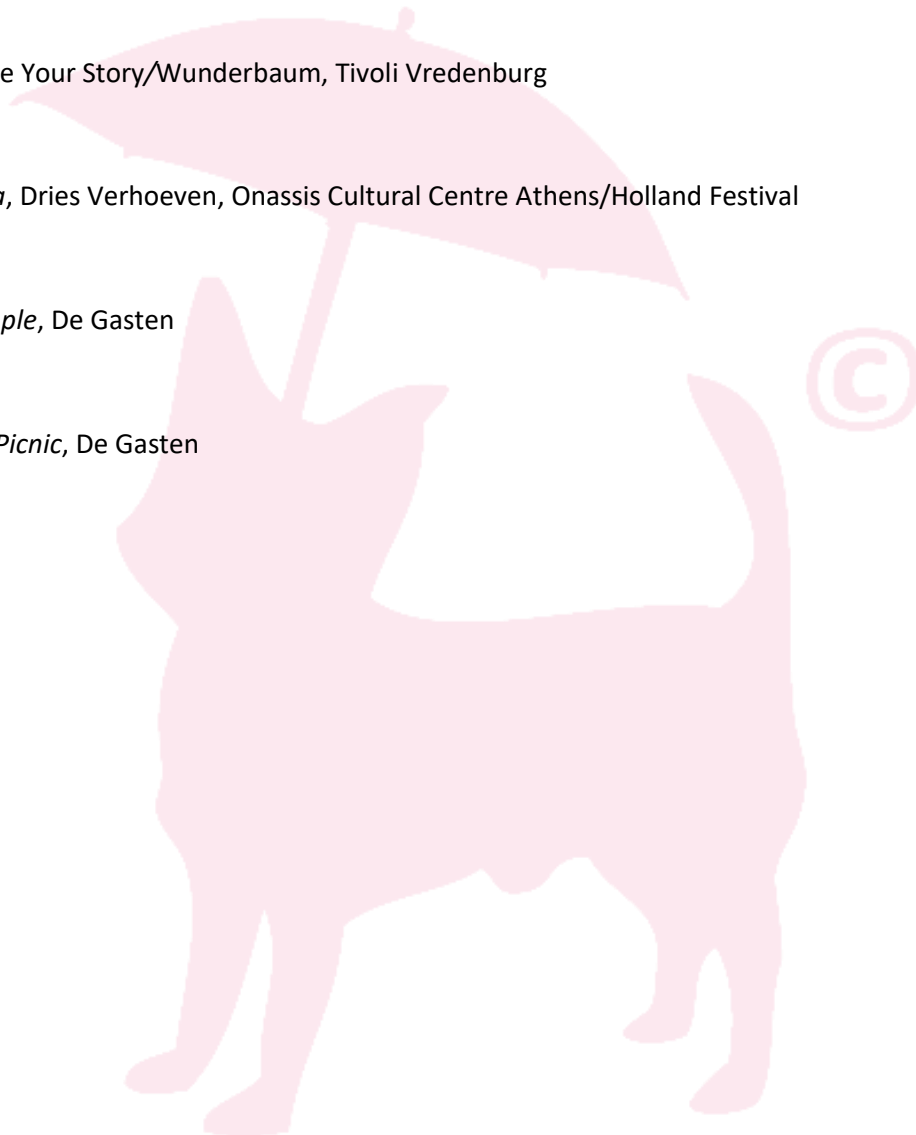 e Your Story/Wunderbaum, Tivoli Vredenburg
, Dries Verhoeven, Onassis Cultural Centre Athens/Holland Festival
ple, De Gasten
Picnic, De Gasten
©